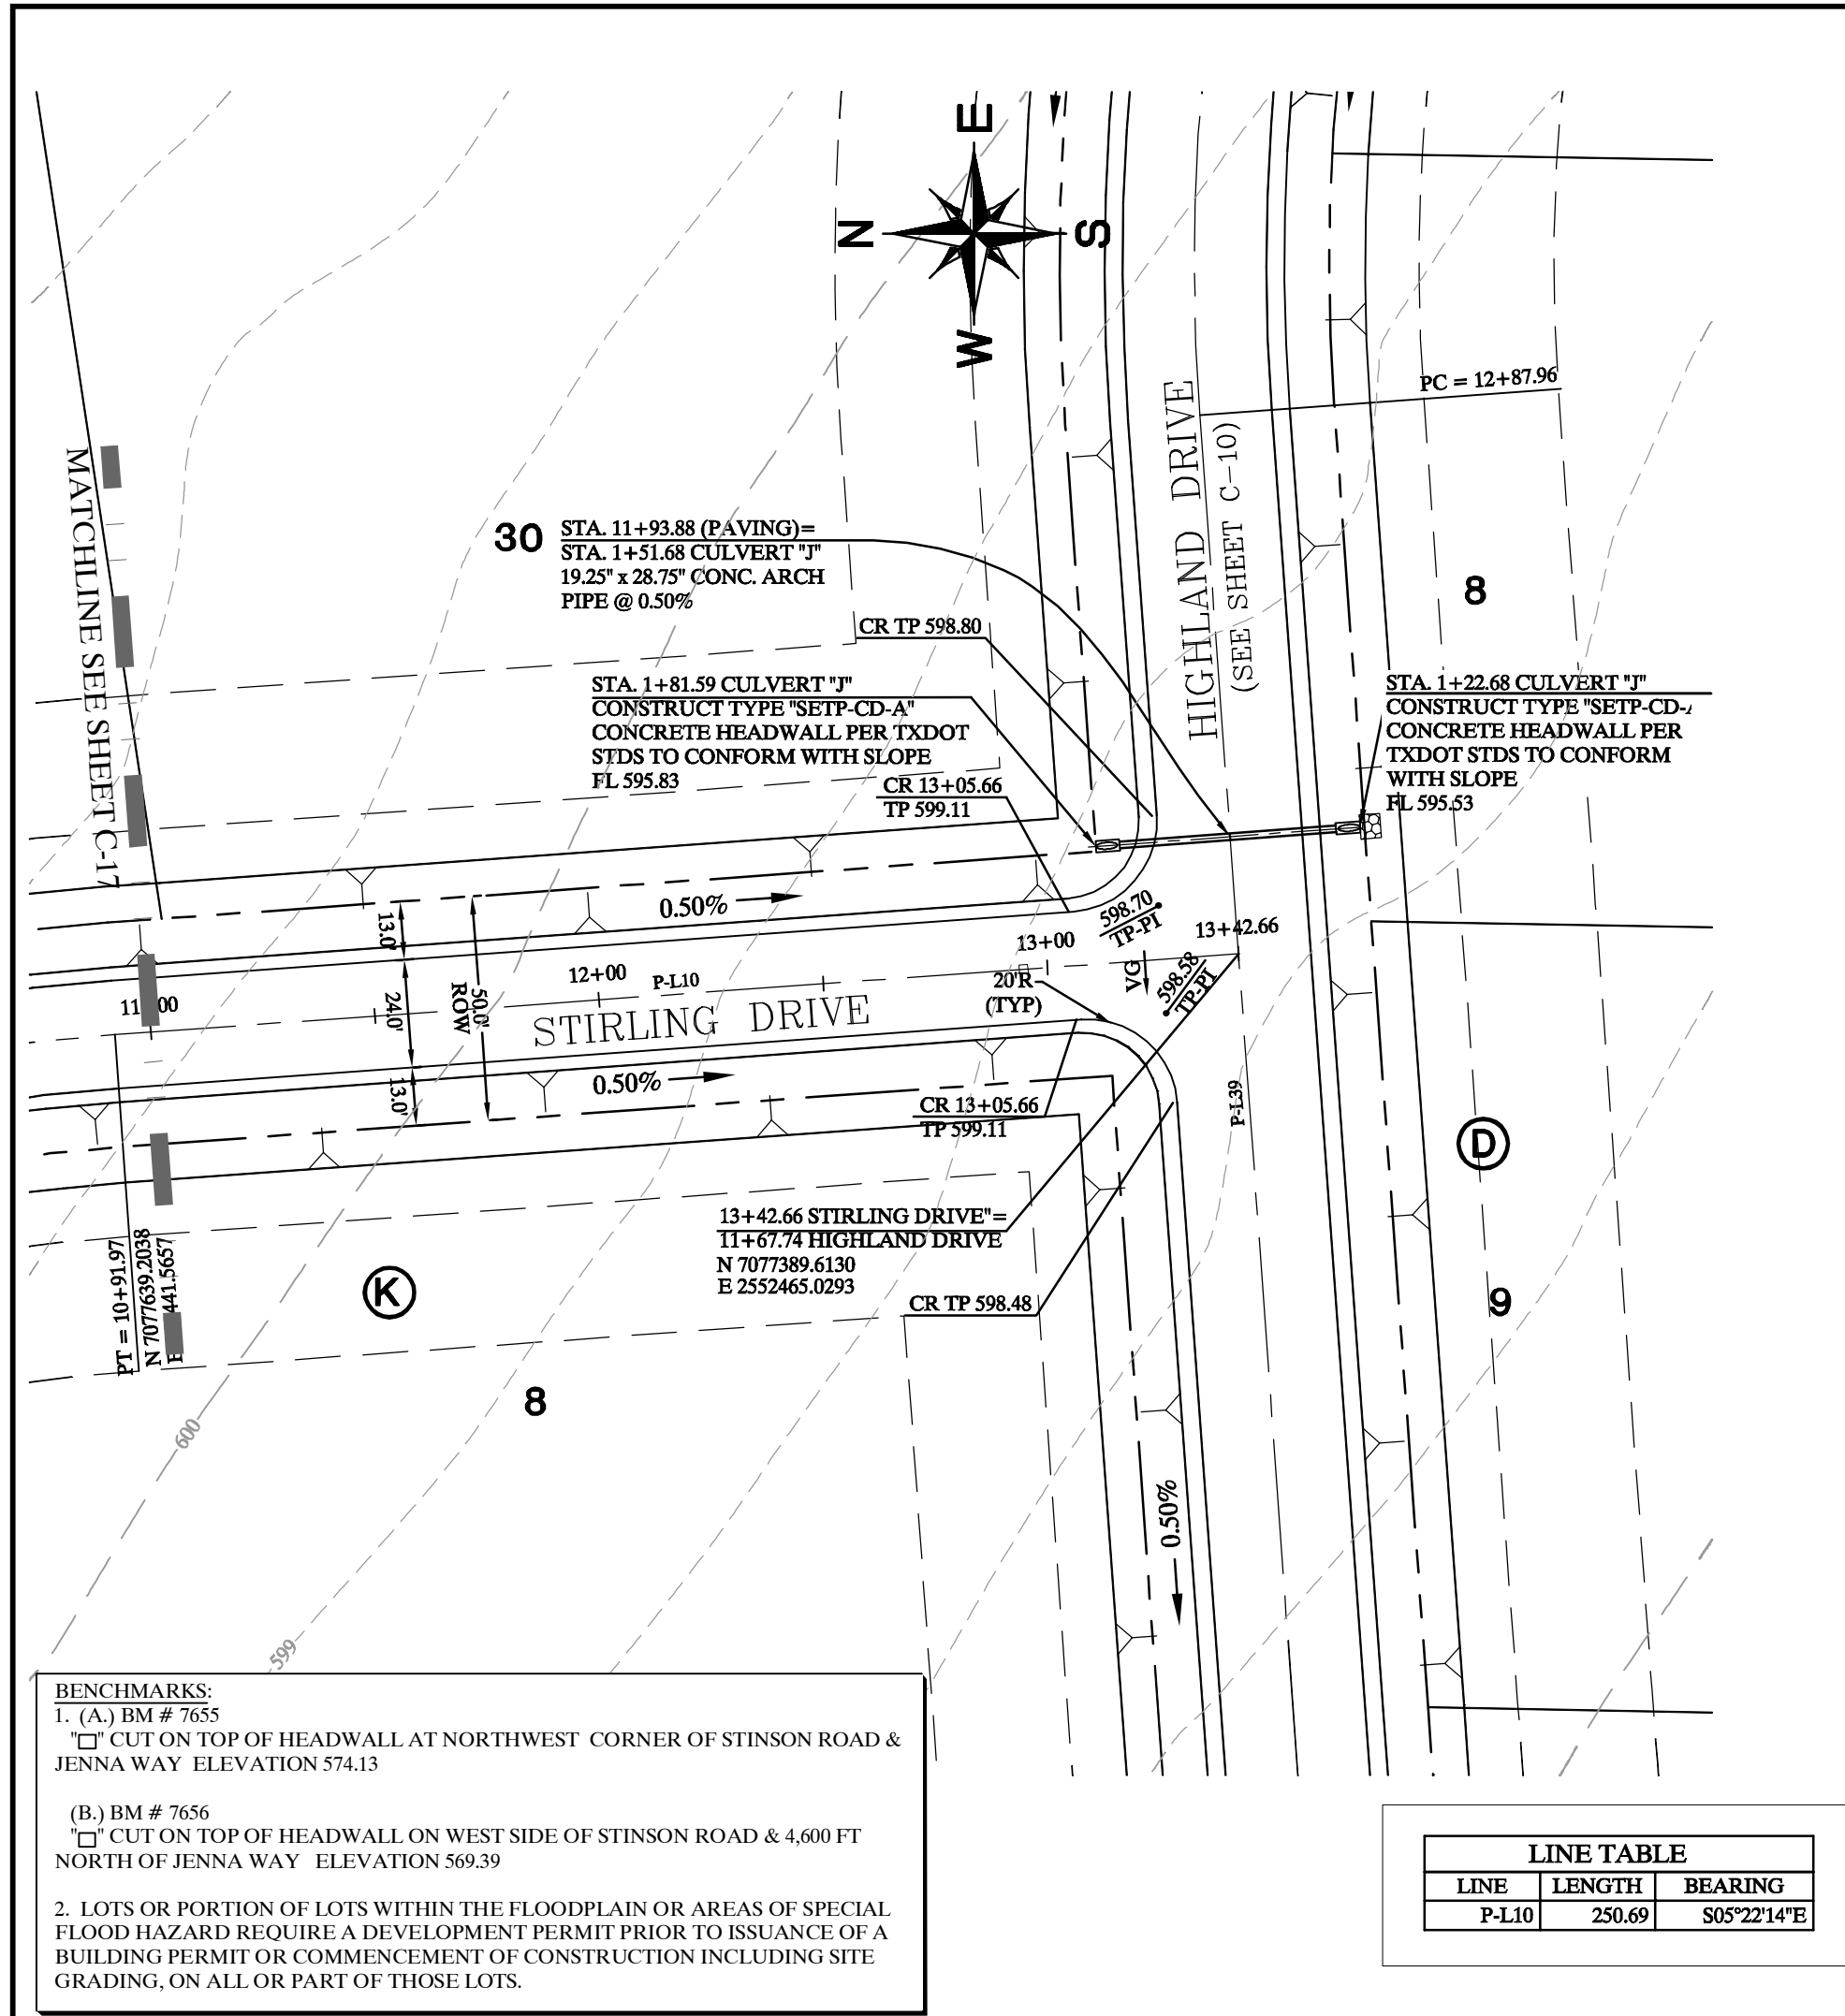 E
N
S
W
MATCHLINE SEE SHEET C-17
30
STA. 11+93.88 (PAVING)=
STA. 1+51.68 CULVERT "J"
19.25" x 28.75" CONC. ARCH
PIPE @ 0.50%
CR TP 598.80
STA. 1+81.59 CULVERT "J"
CONSTRUCT TYPE "SETP-CD-A"
CONCRETE HEADWALL PER TXDOT
STDS TO CONFORM WITH SLOPE
FL 595.83
CR 13+05.66
TP 599.11
HIGHLAND DRIVE
(SEE SHEET C-10)
PC = 12+87.96
8
STA. 1+22.68 CULVERT "J"
CONSTRUCT TYPE "SETP-CD-
CONCRETE HEADWALL PER
TXDOT STDS TO CONFORM
WITH SLOPE
FL 595.53
0.50%
13.0'
24.0'
13.0'
50.0'
ROW
11 00
12+00
P-L10
13+00
598.70
TP-PI
13+42.66
VG
598.58
TP-PI
20'R
(TYP)
STIRLING DRIVE
0.50%
CR 13+05.66
TP 599.11
P-L39
D
13+42.66 STIRLING DRIVE"=
11+67.74 HIGHLAND DRIVE
N 7077389.6130
E 2552465.0293
CR TP 598.48
PT = 10+91.97
N 7077639.2038
E 441.5657
K
9
8
600
599
0.50%
BENCHMARKS:
1. (A.) BM # 7655
"□" CUT ON TOP OF HEADWALL AT NORTHWEST CORNER OF STINSON ROAD &
JENNA WAY ELEVATION 574.13
(B.) BM # 7656
"□" CUT ON TOP OF HEADWALL ON WEST SIDE OF STINSON ROAD & 4,600 FT
NORTH OF JENNA WAY ELEVATION 569.39
2. LOTS OR PORTION OF LOTS WITHIN THE FLOODPLAIN OR AREAS OF SPECIAL
FLOOD HAZARD REQUIRE A DEVELOPMENT PERMIT PRIOR TO ISSUANCE OF A
BUILDING PERMIT OR COMMENCEMENT OF CONSTRUCTION INCLUDING SITE
GRADING, ON ALL OR PART OF THOSE LOTS.
LINE TABLE
LINE LENGTH BEARING
P-L10 250.69 S05°22'14"E